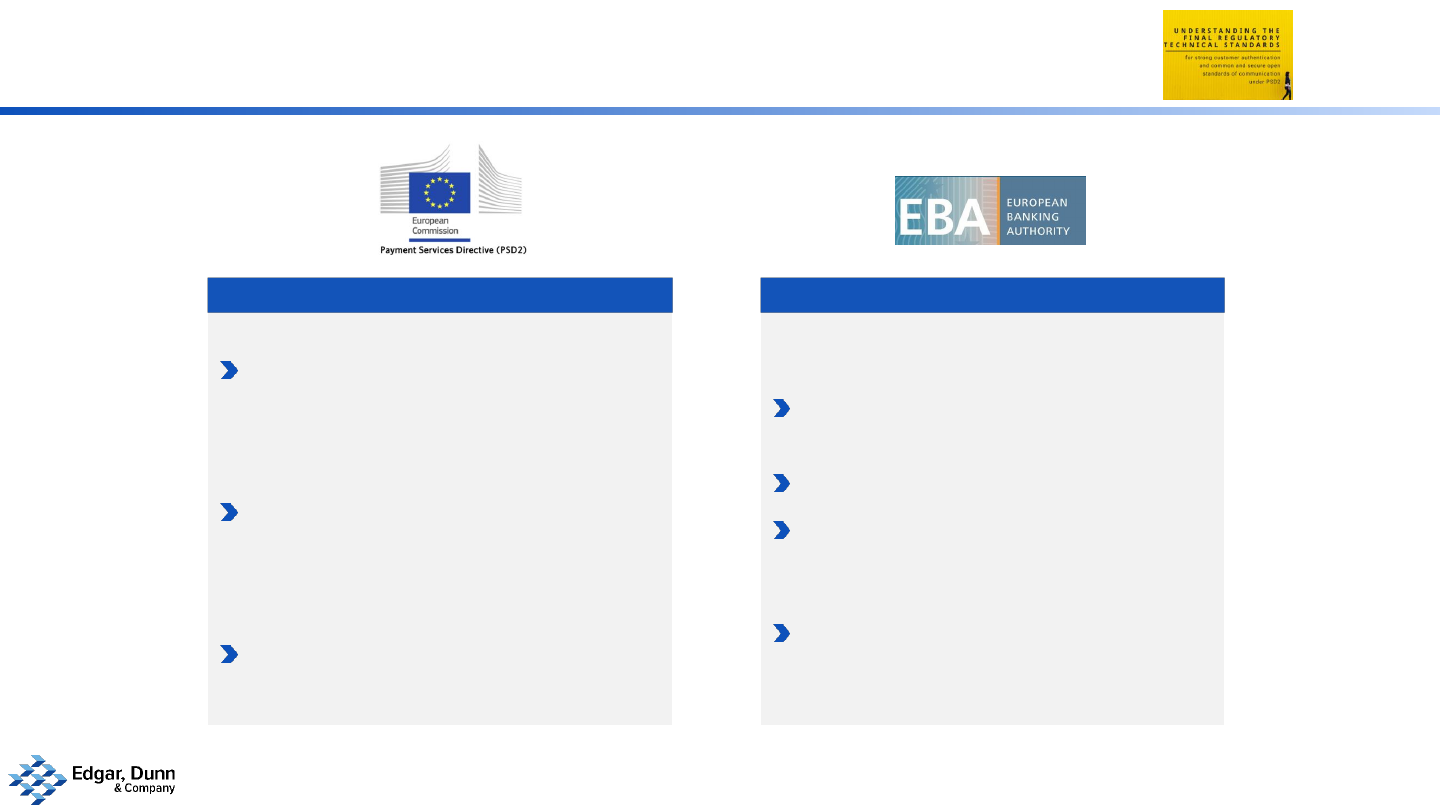 UNDERSTANDING THE
FINAL REGULATORY
TECHNICAL STANDARDS
for strong customer authentication
and common and secure open
standards of communication
under PSD2
European
Commission
Payment Services Directive (PSD2)
EBA
EUROPEAN
BANKING
AUTHORITY
Edgar, Dunn
& Company